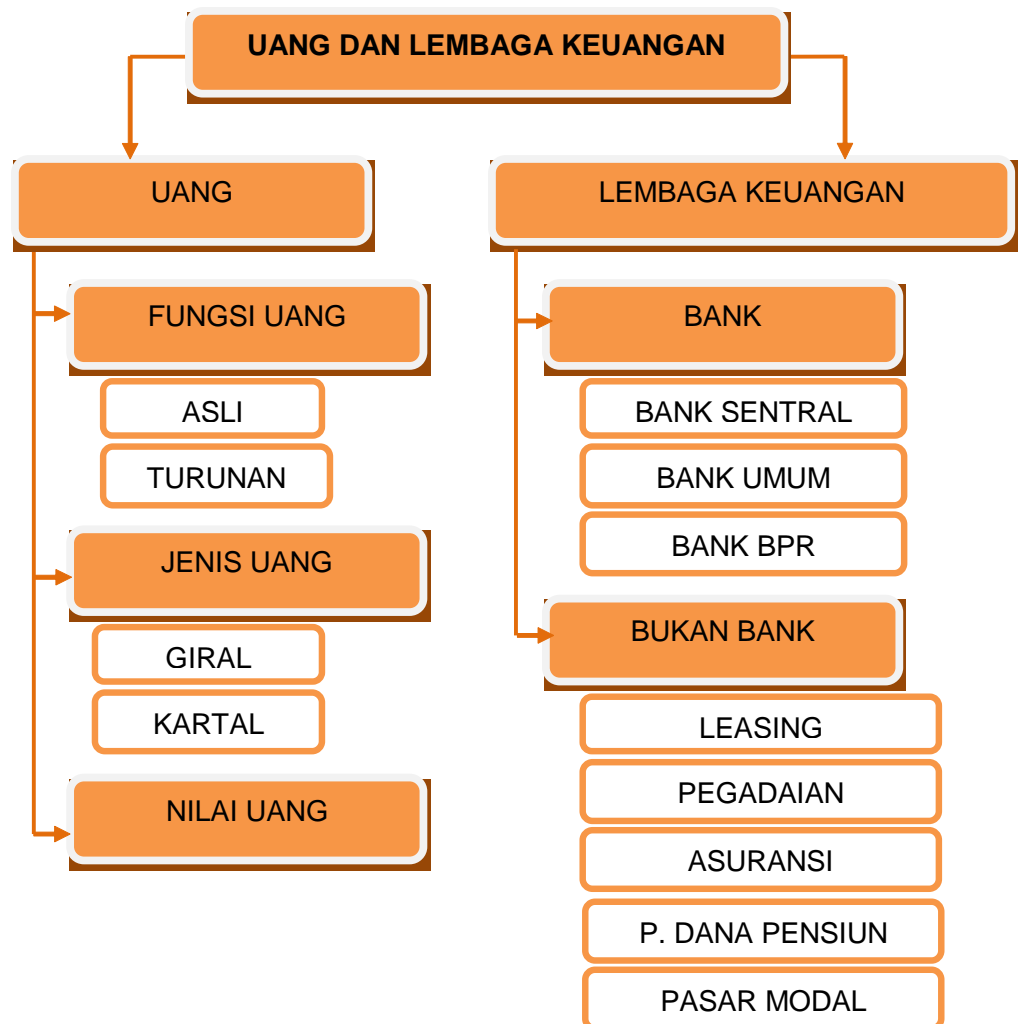 UANG DAN LEMBAGA KEUANGAN
UANG
FUNGSI UANG
ASLI
TURUNAN
JENIS UANG
GIRAL
KARTAL
NILAI UANG
LEMBAGA KEUANGAN
BANK
BANK SENTRAL
BANK UMUM
BANK BPR
BUKAN BANK
LEASING
PEGADAIAN
ASURANSI
P. DANA PENSIUN
PASAR MODAL